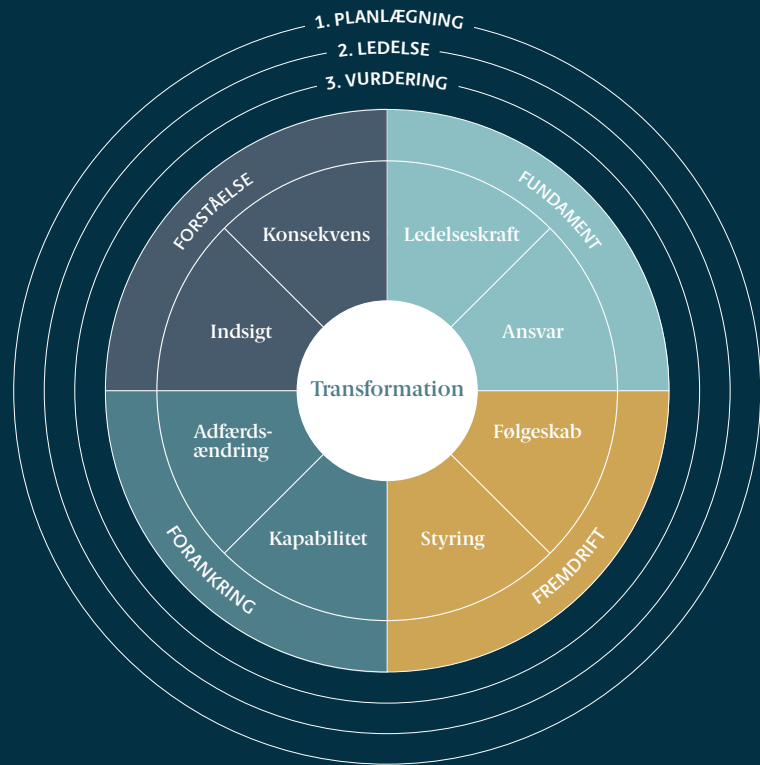 1. PLANLÆGNING
2. LEDELSE
3. VURDERING
FORSTÅELSE
FUNDAMENT
Konsekvens
Ledelseskraft
Indsigt
Ansvar
Transformation
Adfærds-
ændring
Følgeskab
Kapabilitet
Styring
FORANKRING
FREMDRIFT